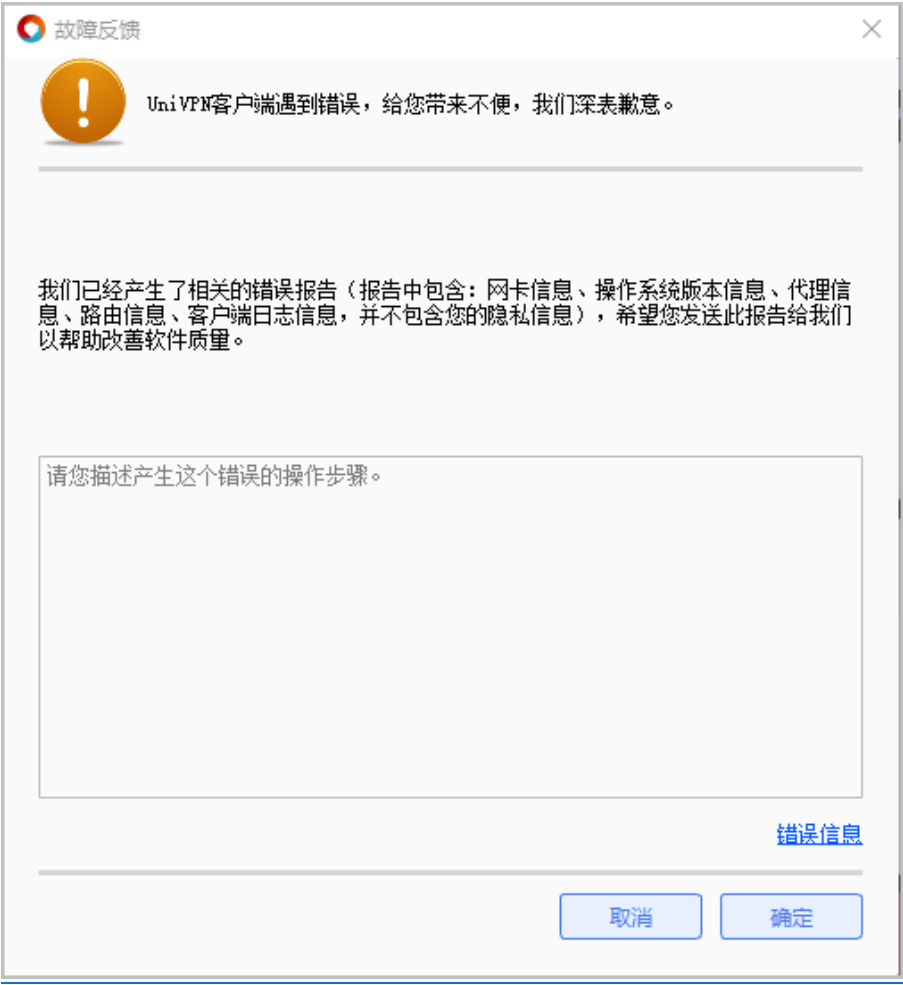 故障反馈
UniVPN客户端遇到错误，给您带来不便，我们深表歉意。
我们已经产生了相关的错误报告（报告中包含：网卡信息、操作系统版本信息、代理信
息、路由信息、客户端日志信息，并不包含您的隐私信息），希望您发送此报告给我们
以帮助改善软件质量。
请您描述产生这个错误的操作步骤。
错误信息
取消
确定